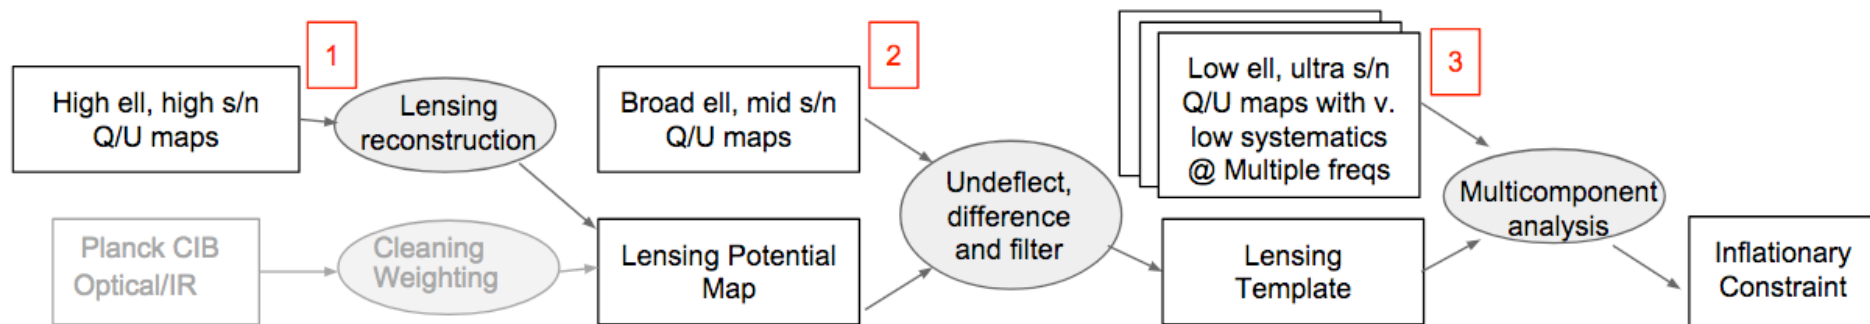 High ell, high s/n
Q/U maps
1
Lensing
reconstruction
Broad ell, mid s/n
Q/U maps
2
Undeflect,
difference
and filter
Low ell, ultra s/n
Q/U maps with v.
low systematics
@ Multiple freqs
3
Multicomponent
analysis
Planck CIB
Optical/IR
Cleaning
Weighting
Lensing Potential
Map
Lensing
Template
Inflationary
Constraint